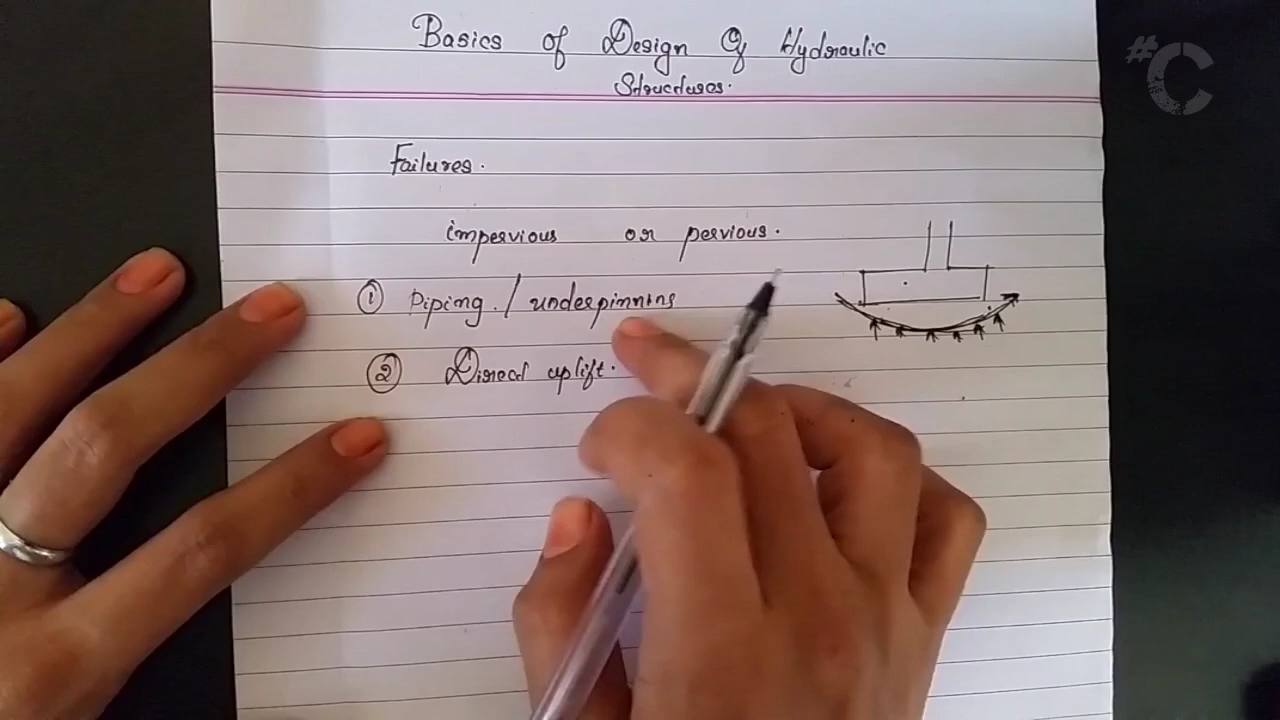 Basics of Design Of Hydraulic
Structures.
#C
Failures.
impervious or pervious.
① Piping. / underpinning
② Direct uplift.